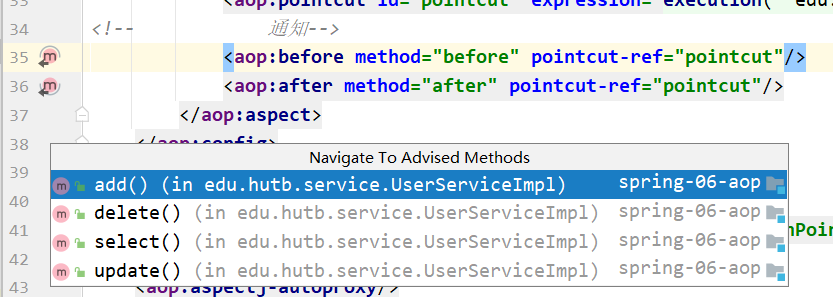 33 <aop:pointcut id="pointcut" expression="execution(* edu.
34 <!-- 通知-->
35 <aop:before method="before" pointcut-ref="pointcut"/>
36 <aop:after method="after" pointcut-ref="pointcut"/>
37 </aop:aspect>
38 </aop:config>
Navigate To Advised Methods
39
add() (in edu.hutb.service.UserServiceImpl) spring-06-aop
40
delete() (in edu.hutb.service.UserServiceImpl) spring-06-aop
41 nPoin
select() (in edu.hutb.service.UserServiceImpl) spring-06-aop
42
update() (in edu.hutb.service.UserServiceImpl) spring-06-aop
43 <aop:aspectj-autoproxy/>